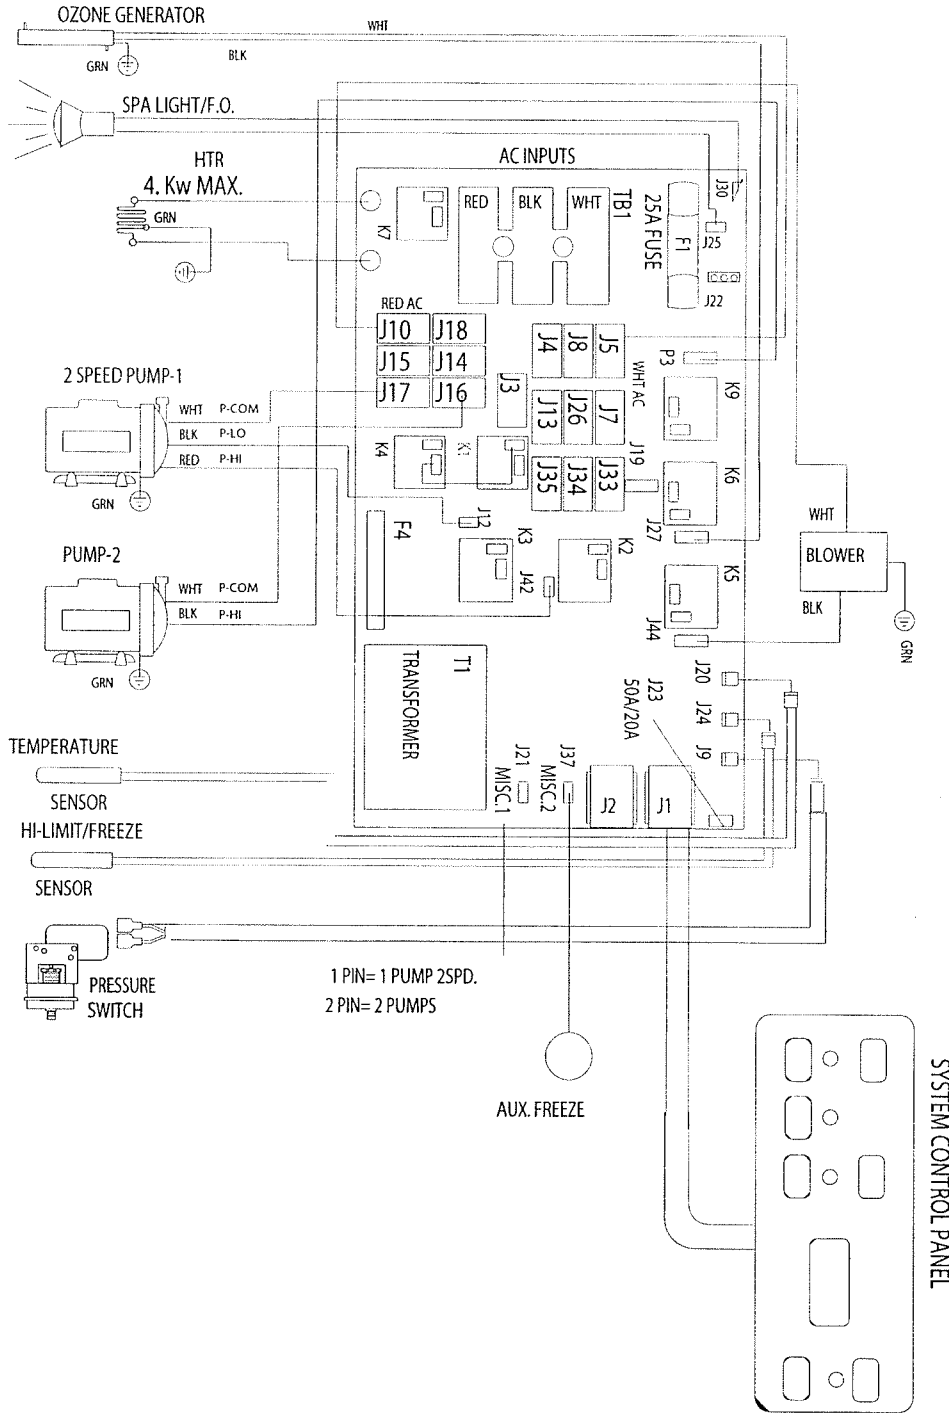 OZONE GENERATOR
WHT
BLK
GRN
SPA LIGHT/F.O.
HTR
4. Kw MAX.
GRN
AC INPUTS
K7
RED
BLK
WHT
TB1
25A FUSE
F1
J30
J25
J22
RED AC
J10
J18
J15
J14
J17
J16
J3
J4
J8
J5
J13
J26
J7
J35
J34
J33
WHT AC
J19
P3
K9
K6
J27
K5
J44
K4
K1
J12
K3
J42
K2
F4
2 SPEED PUMP-1
WHT P-COM
BLK P-LO
RED P-HI
GRN
PUMP-2
WHT P-COM
BLK P-HI
GRN
WHT
BLOWER
BLK
GRN
T1
TRANSFORMER
J20
J24
J9
J23
50A/20A
J21
MISC.1
J37
MISC.2
J2
J1
TEMPERATURE
SENSOR
HI-LIMIT/FREEZE
SENSOR
PRESSURE
SWITCH
1 PIN= 1 PUMP 2SPD.
2 PIN= 2 PUMPS
AUX. FREEZE
SYSTEM CONTROL PANEL